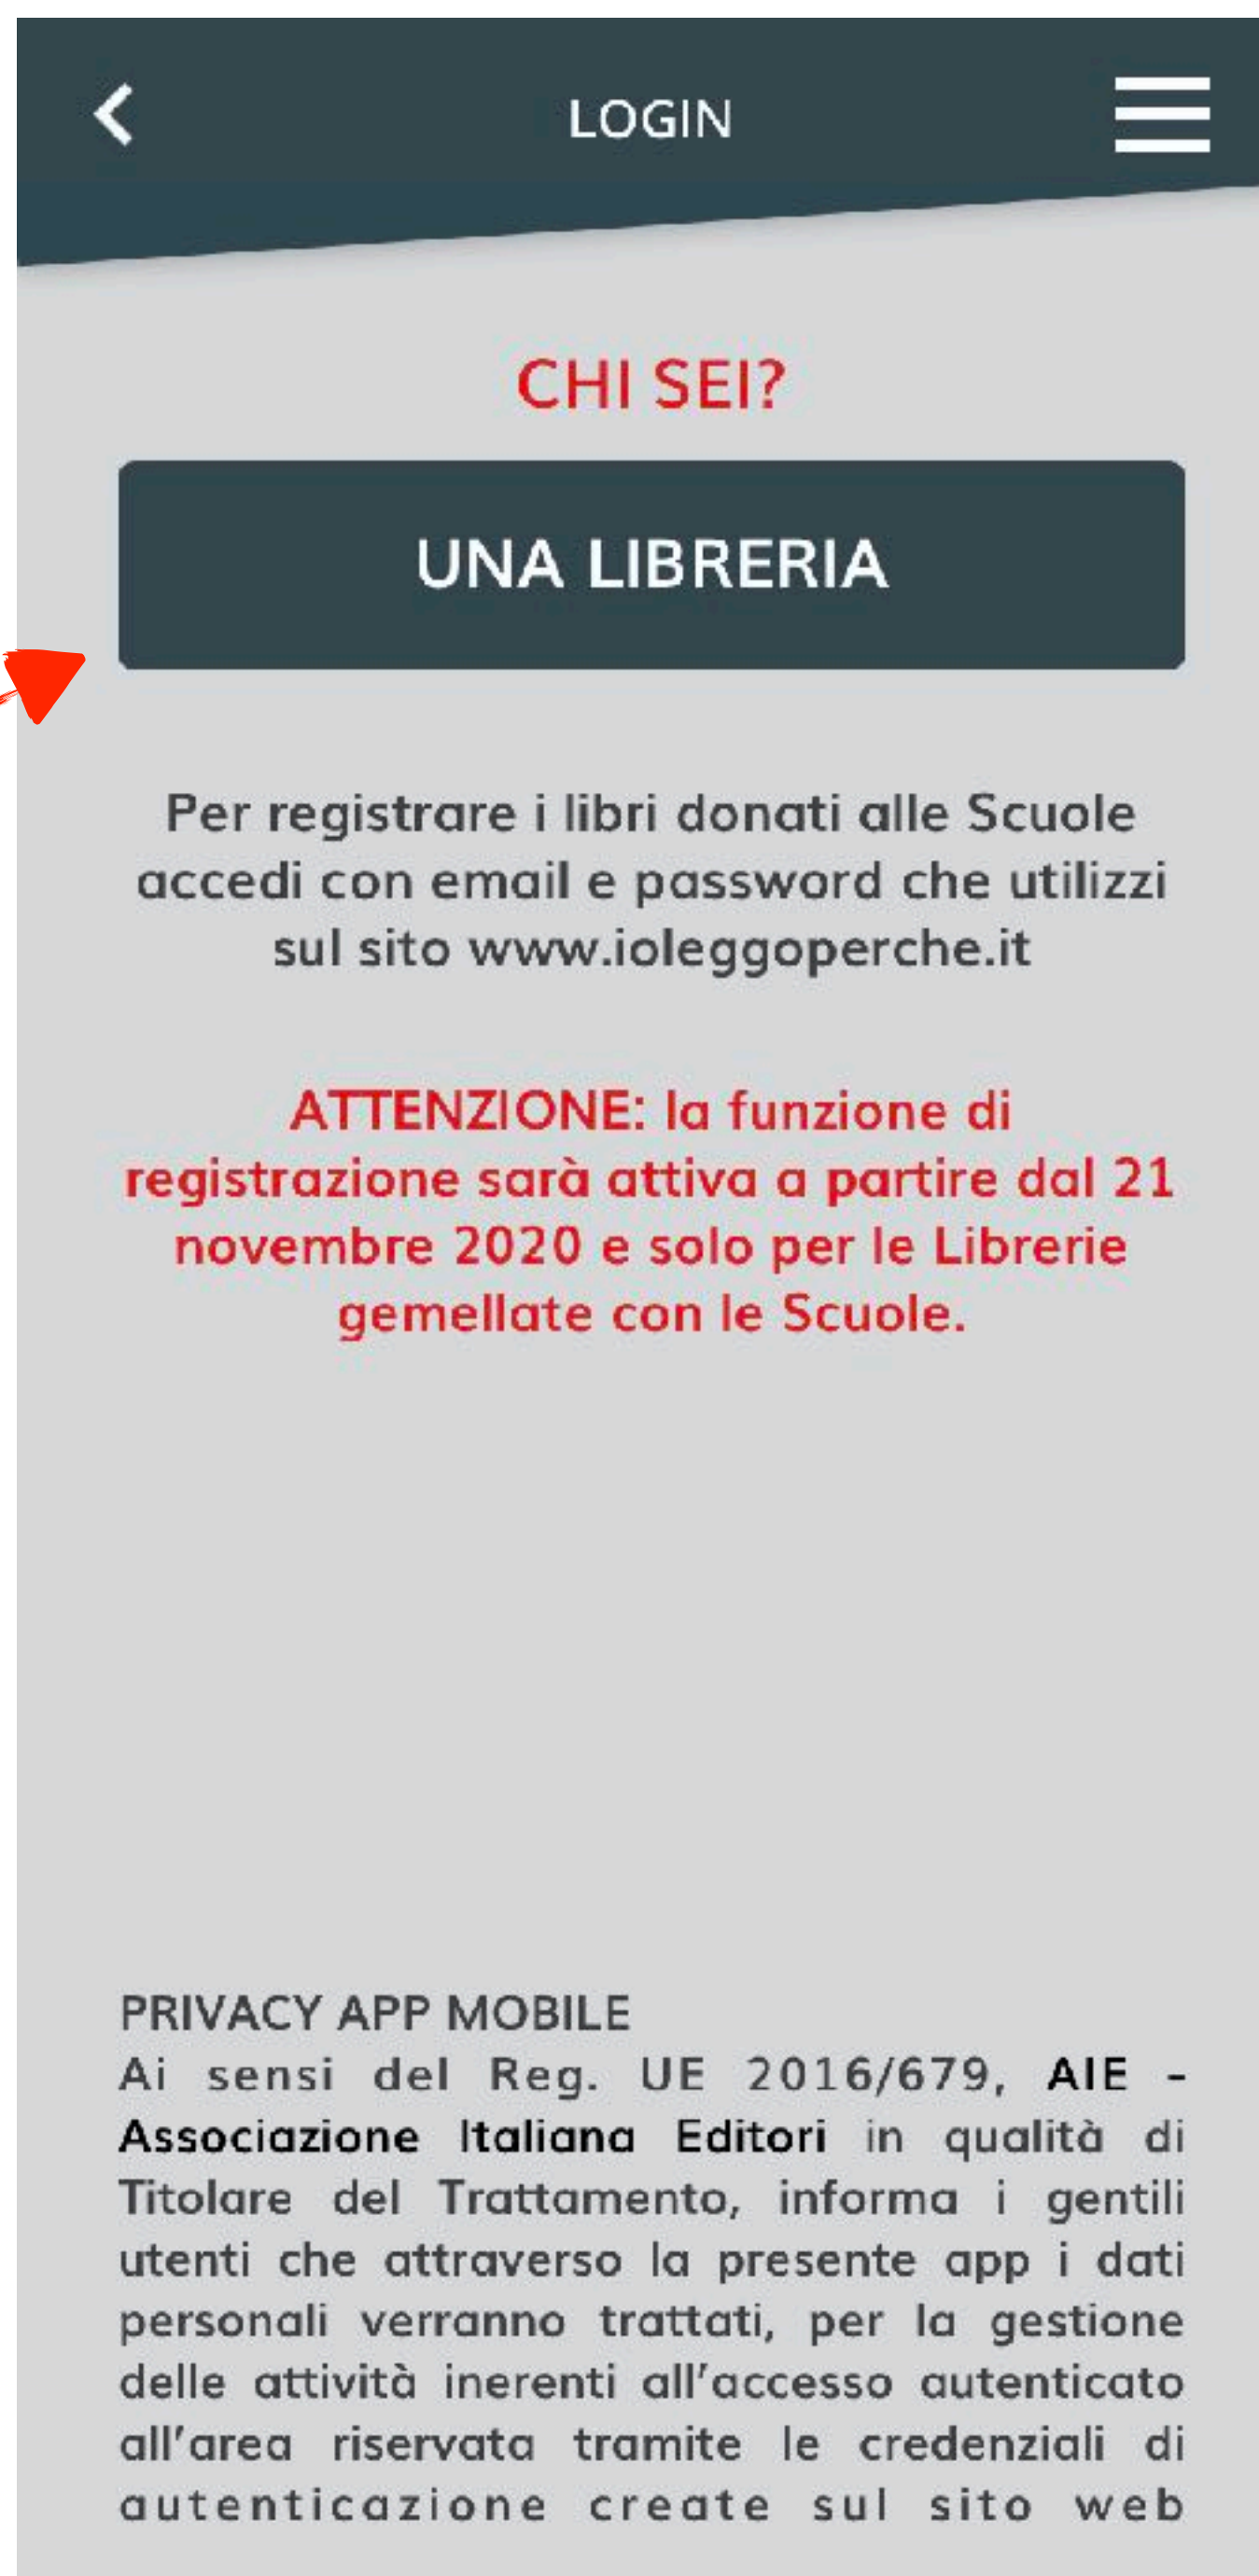 LOGIN
CHI SEI?
UNA LIBRERIA
Per registrare i libri donati alle Scuole
accedi con email e password che utilizzi
sul sito www.ioleggoperche.it
ATTENZIONE: la funzione di
registrazione sarà attiva a partire dal 21
novembre 2020 e solo per le Librerie
gemellate con le Scuole.
PRIVACY APP MOBILE
Ai sensi del Reg. UE 2016/679, AIE -
Associazione Italiana Editori in qualità di
Titolare del Trattamento, informa i gentili
utenti che attraverso la presente app i dati
personali verranno trattati, per la gestione
delle attività inerenti all'accesso autenticato
all'area riservata tramite le credenziali di
autenticazione create sul sito web